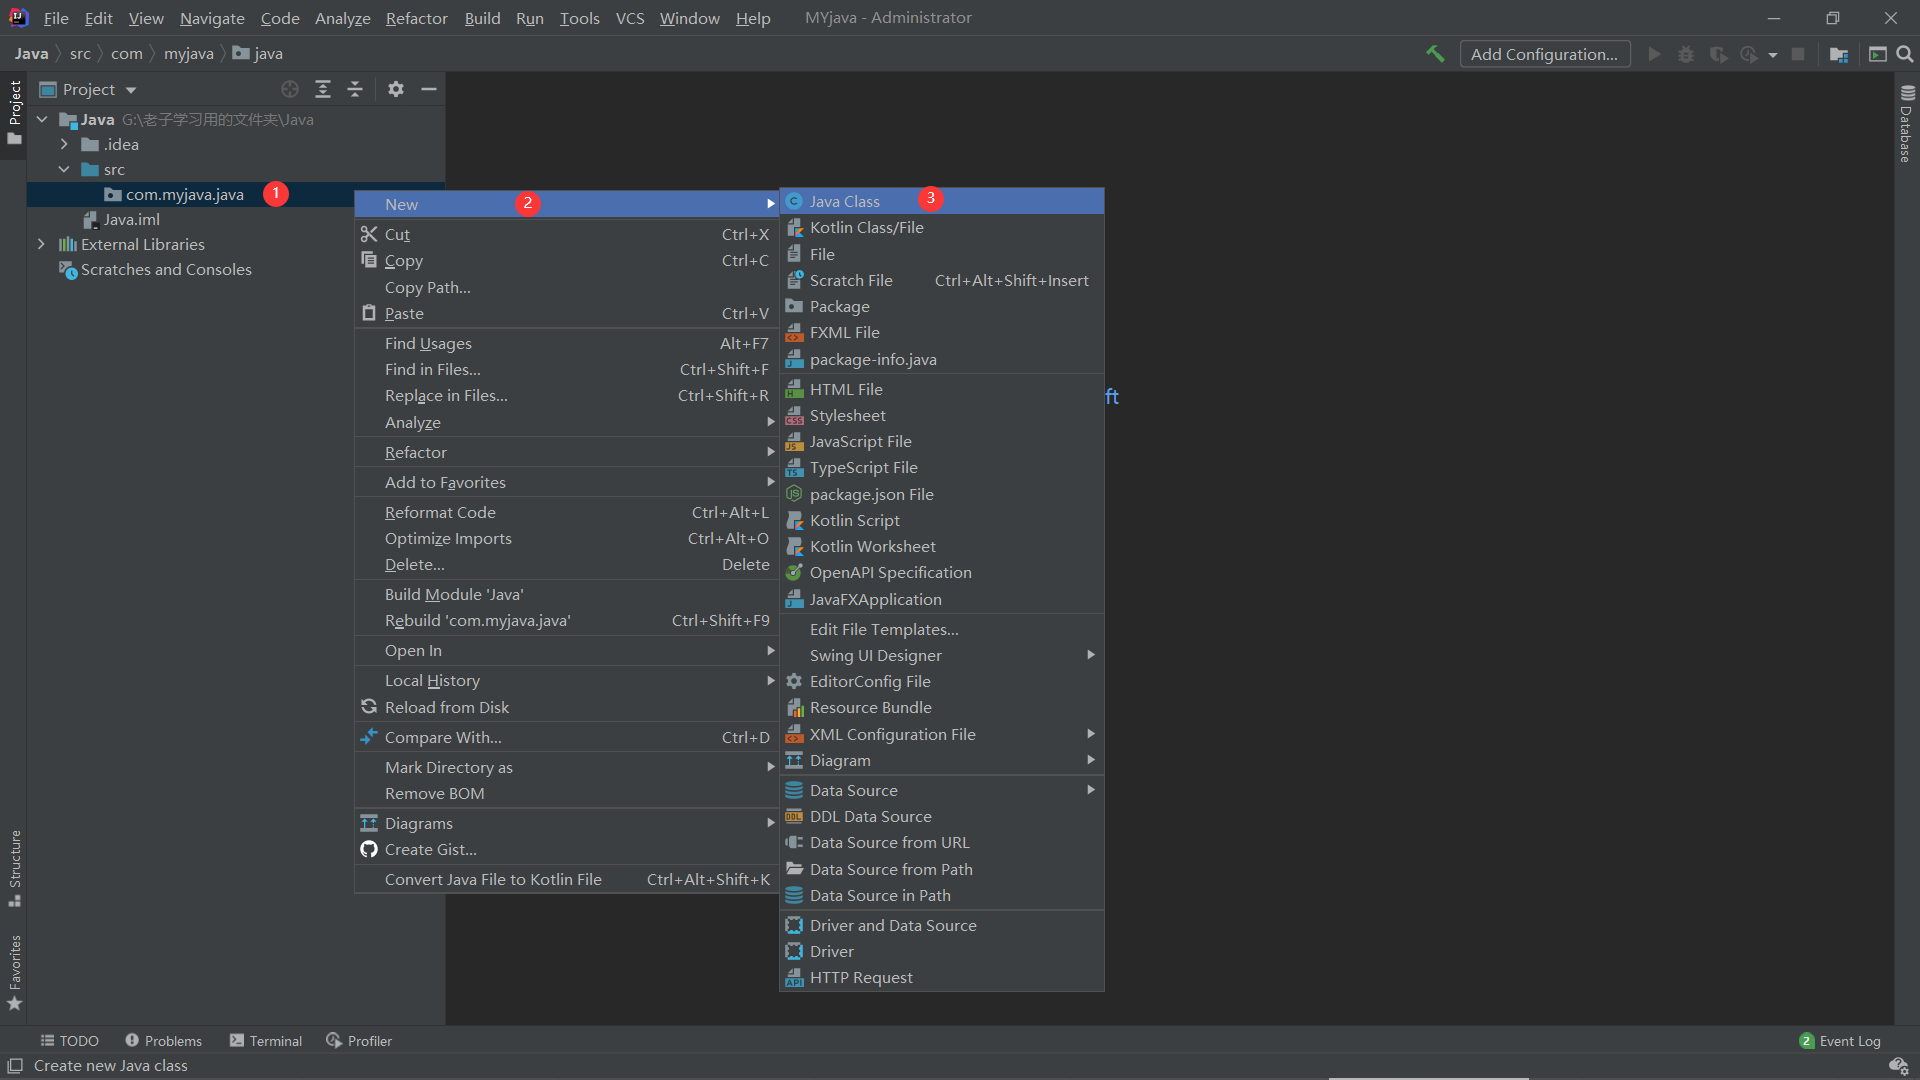 File Edit View Navigate Code Analyze Refactor Build Run Tools VCS Window Help MYjava - Administrator
Java src com myjava java
Add Configuration...
Project
Java G:\老子学习用的文件夹\Java
.idea
src
com.myjava.java 1
Java.iml
External Libraries
Scratches and Consoles
New 2
Cut Ctrl+X
Copy Ctrl+C
Copy Path...
Paste Ctrl+V
Find Usages Alt+F7
Find in Files... Ctrl+Shift+F
Replace in Files... Ctrl+Shift+R
Analyze
Refactor
Add to Favorites
Reformat Code Ctrl+Alt+L
Optimize Imports Ctrl+Alt+O
Delete... Delete
Build Module 'Java'
Rebuild 'com.myjava.java' Ctrl+Shift+F9
Open In
Local History
Reload from Disk
Compare With... Ctrl+D
Mark Directory as
Remove BOM
Diagrams
Create Gist...
Convert Java File to Kotlin File Ctrl+Alt+Shift+K
Java Class 3
Kotlin Class/File
File
Scratch File Ctrl+Alt+Shift+Insert
Package
FXML File
package-info.java
HTML File
Stylesheet
JavaScript File
TypeScript File
package.json File
Kotlin Script
Kotlin Worksheet
OpenAPI Specification
JavaFXApplication
Edit File Templates...
Swing UI Designer
EditorConfig File
Resource Bundle
XML Configuration File
Diagram
Data Source
DDL Data Source
Data Source from URL
Data Source from Path
Data Source in Path
Driver and Data Source
Driver
HTTP Request
ft
Project
Structure
Favorites
Database
TODO Problems Terminal Profiler
2 Event Log
Create new Java class